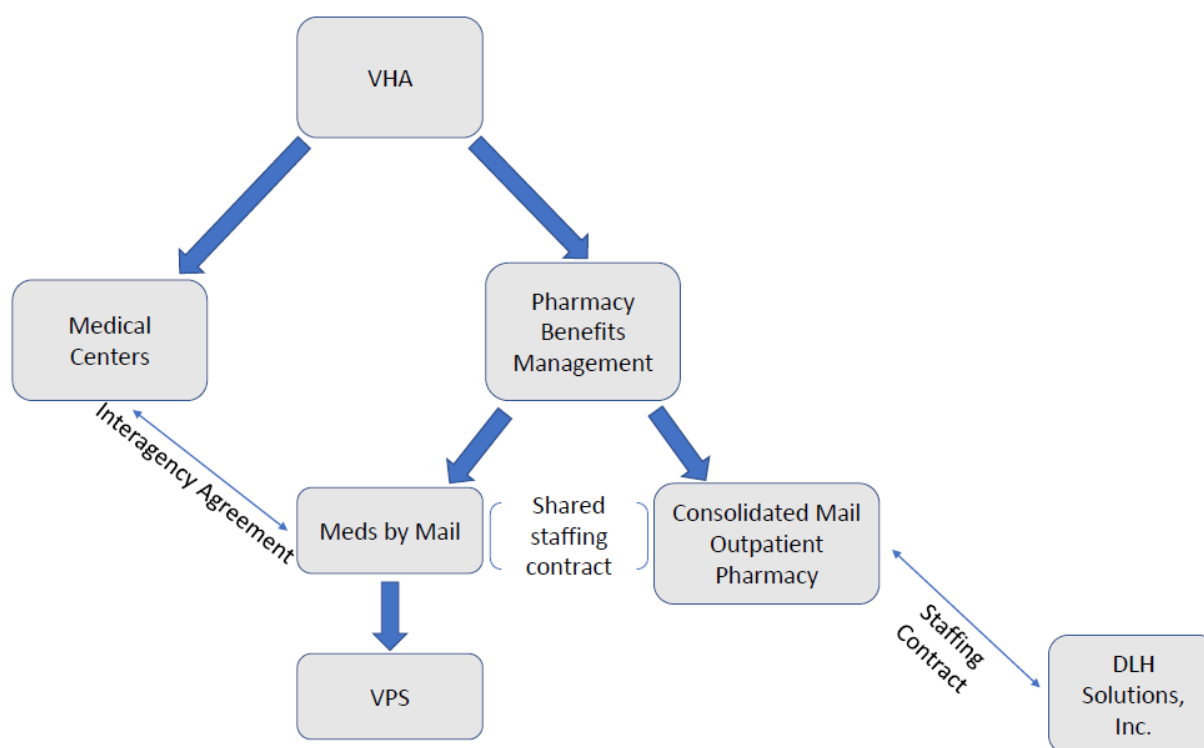 VHA
Medical
Centers
Pharmacy
Benefits
Management
Interagency Agreement
Meds by Mail
Shared
staffing
contract
Consolidated Mail
Outpatient
Pharmacy
Staffing
Contract
VPS
DLH
Solutions,
Inc.